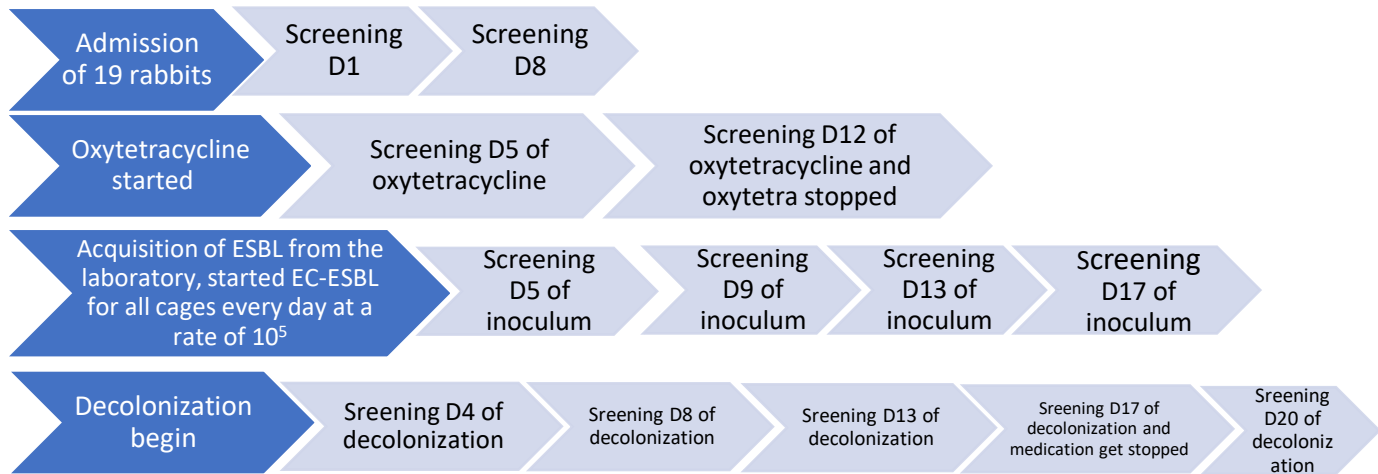 Admission
of 19 rabbits
Screening
D1
Screening
D8
Oxytetracycline
started
Screening D5 of
oxytetracycline
Screening D12 of
oxytetracycline and
oxytetra stopped
Acquisition of ESBL from the
laboratory, started EC-ESBL
for all cages every day at a
rate of 10⁵
Screening
D5 of
inoculum
Screening
D9 of
inoculum
Screening
D13 of
inoculum
Screening
D17 of
inoculum
Decolonization
begin
Sreening D4 of
decolonization
Sreening D8 of
decolonization
Sreening D13 of
decolonization
Sreening D17 of
decolonization and
medication get stopped
Sreening
D20 of
decoloniz
ation